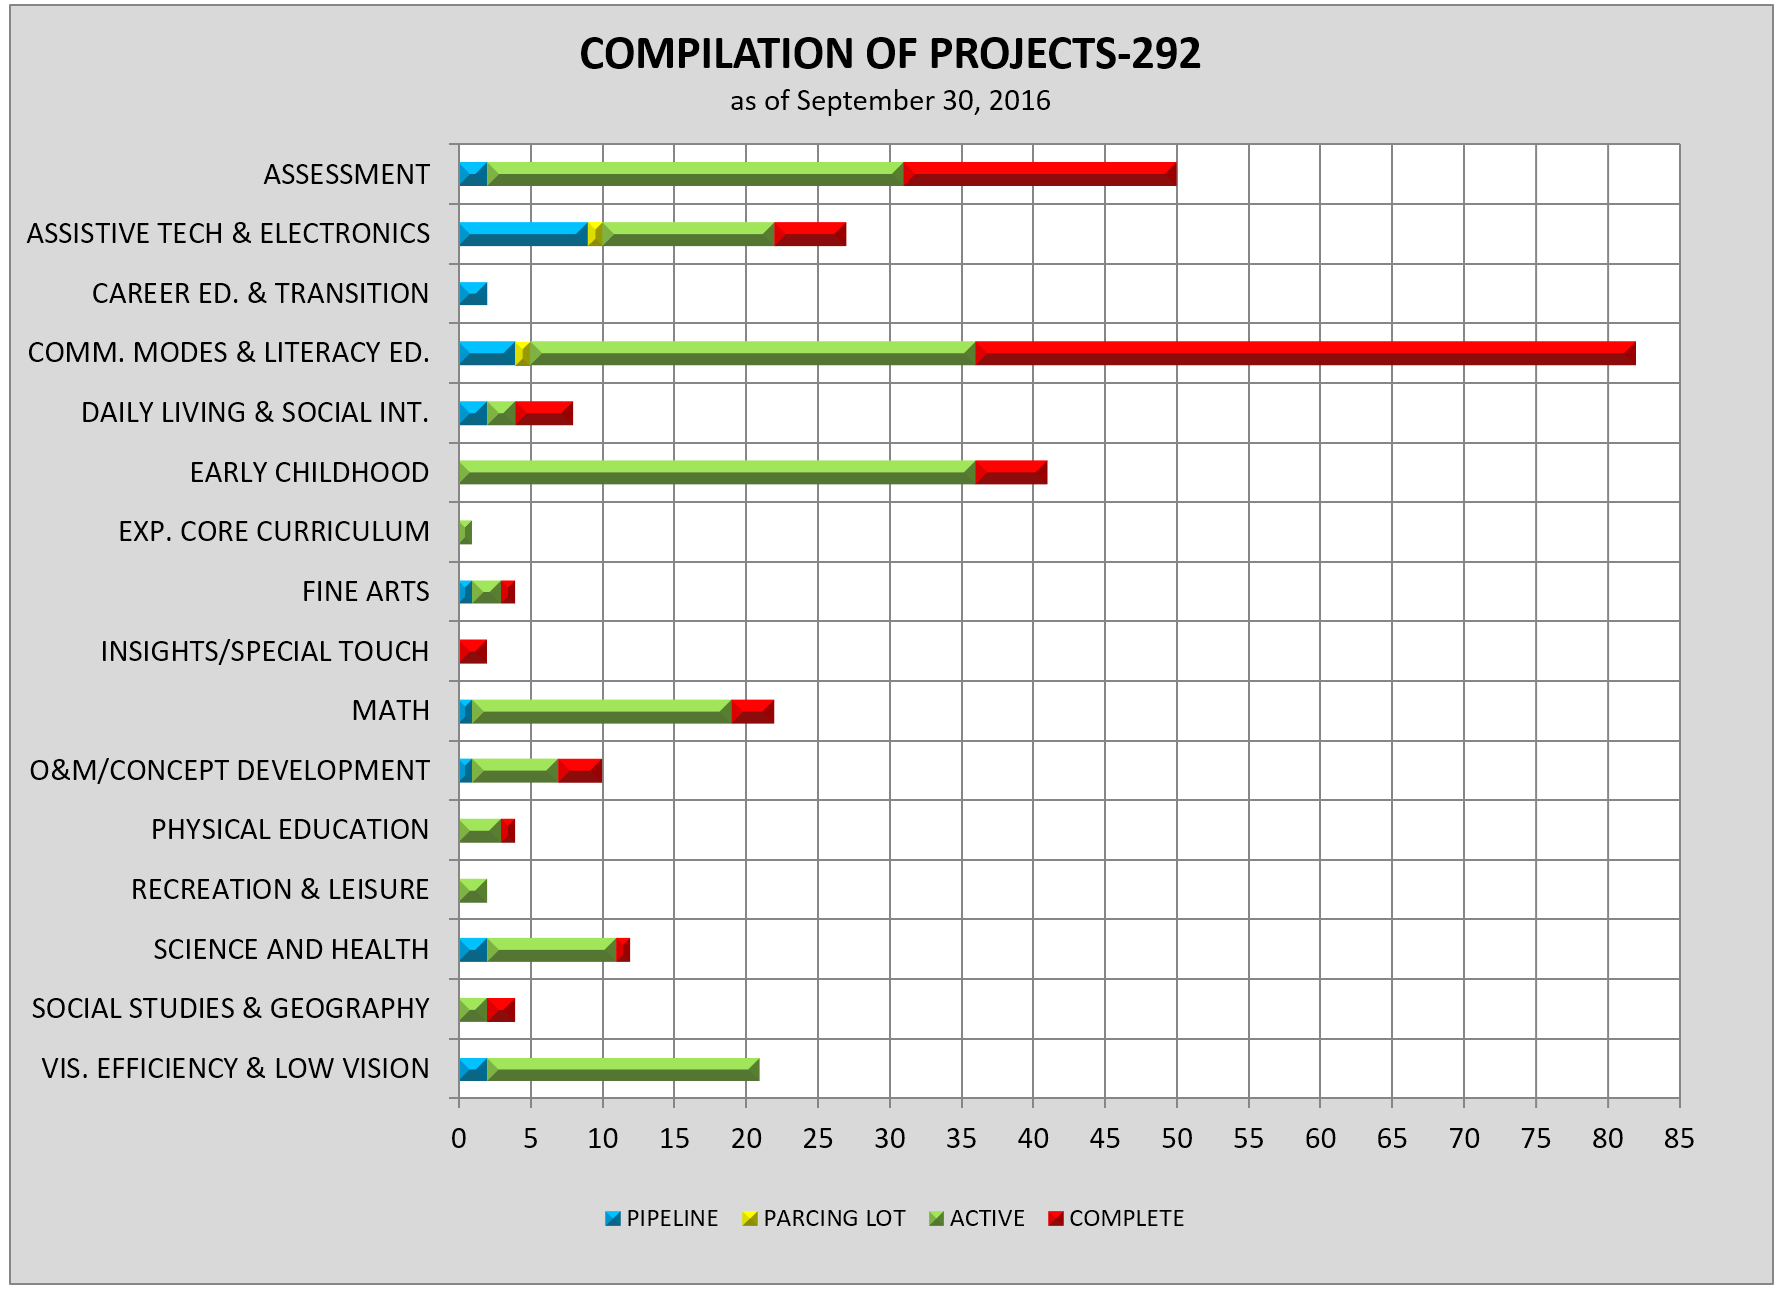 COMPILATION OF PROJECTS-292
as of September 30, 2016
ASSESSMENT
ASSISTIVE TECH & ELECTRONICS
CAREER ED. & TRANSITION
COMM. MODES & LITERACY ED.
DAILY LIVING & SOCIAL INT.
EARLY CHILDHOOD
EXP. CORE CURRICULUM
FINE ARTS
INSIGHTS/SPECIAL TOUCH
MATH
O&M/CONCEPT DEVELOPMENT
PHYSICAL EDUCATION
RECREATION & LEISURE
SCIENCE AND HEALTH
SOCIAL STUDIES & GEOGRAPHY
VIS. EFFICIENCY & LOW VISION
0 5 10 15 20 25 30 35 40 45 50 55 60 65 70 75 80 85
PIPELINE PARCING LOT ACTIVE COMPLETE